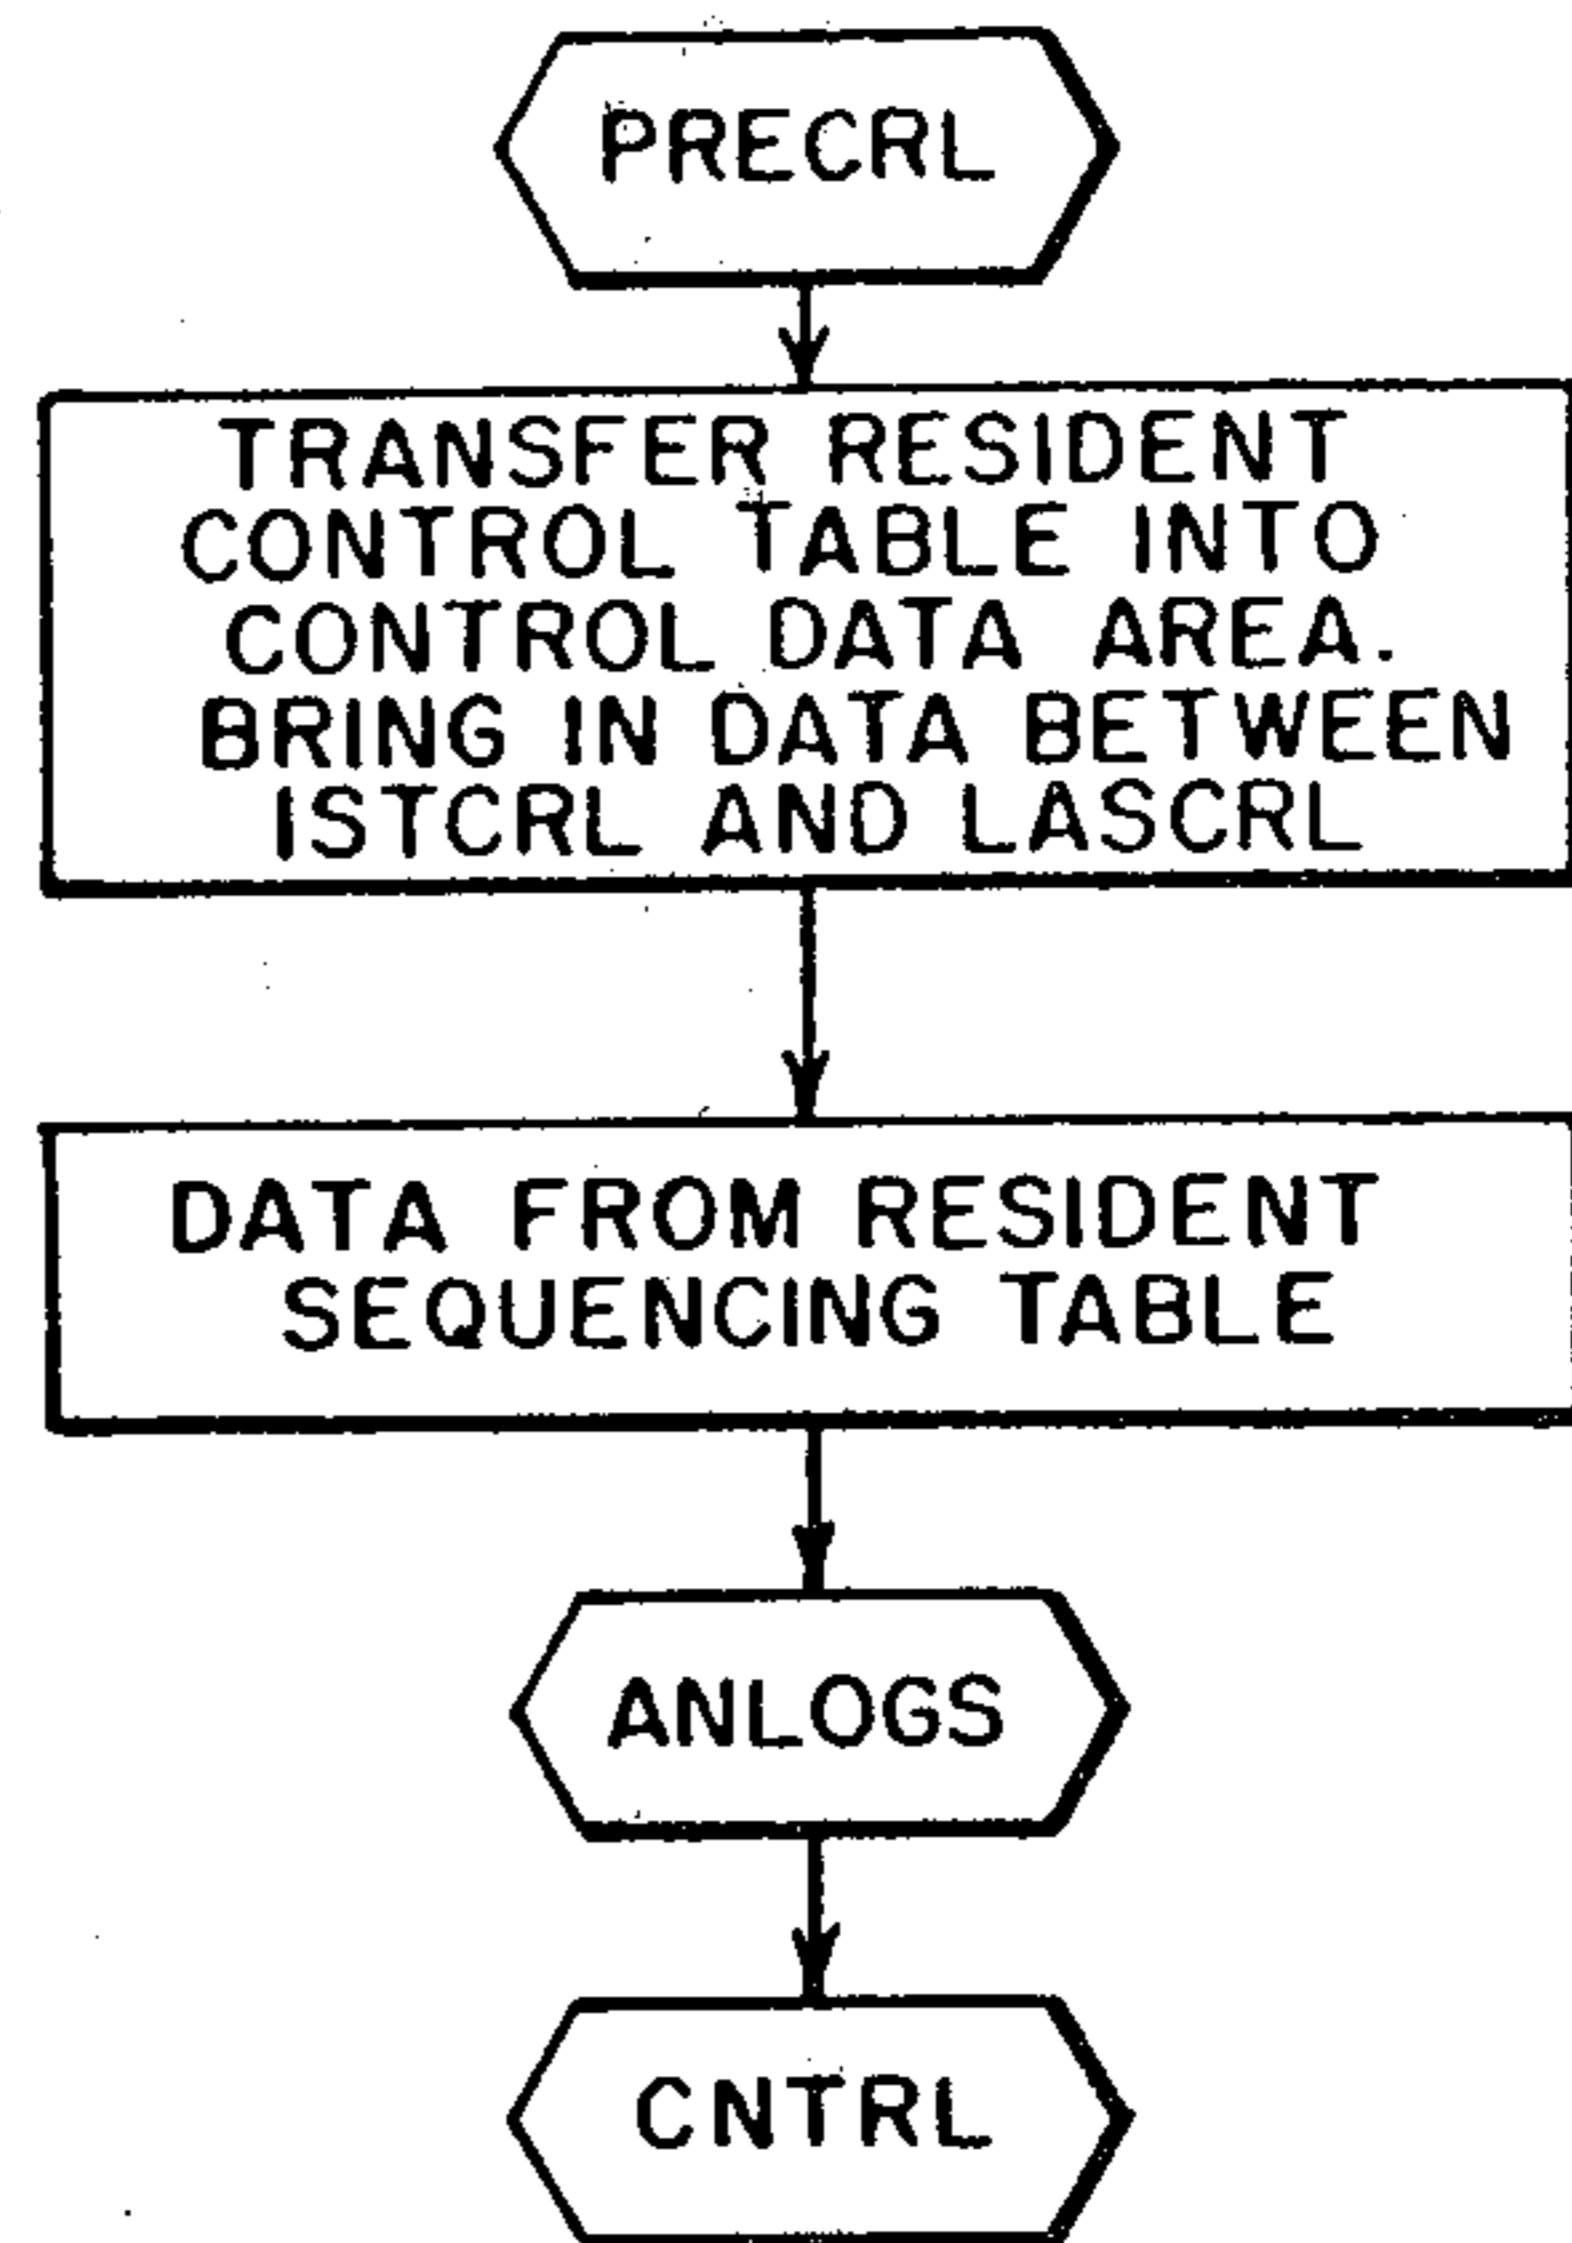 PRECRL
TRANSFER RESIDENT
CONTROL TABLE INTO
CONTROL DATA AREA.
BRING IN DATA BETWEEN
ISTCRL AND LASCRL
DATA FROM RESIDENT
SEQUENCING TABLE
ANLOGS
CNTRL